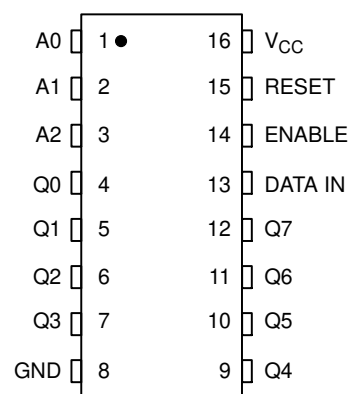 A0 1 16 VCC
A1 2 15 RESET
A2 3 14 ENABLE
Q0 4 13 DATA IN
Q1 5 12 Q7
Q2 6 11 Q6
Q3 7 10 Q5
GND 8 9 Q4